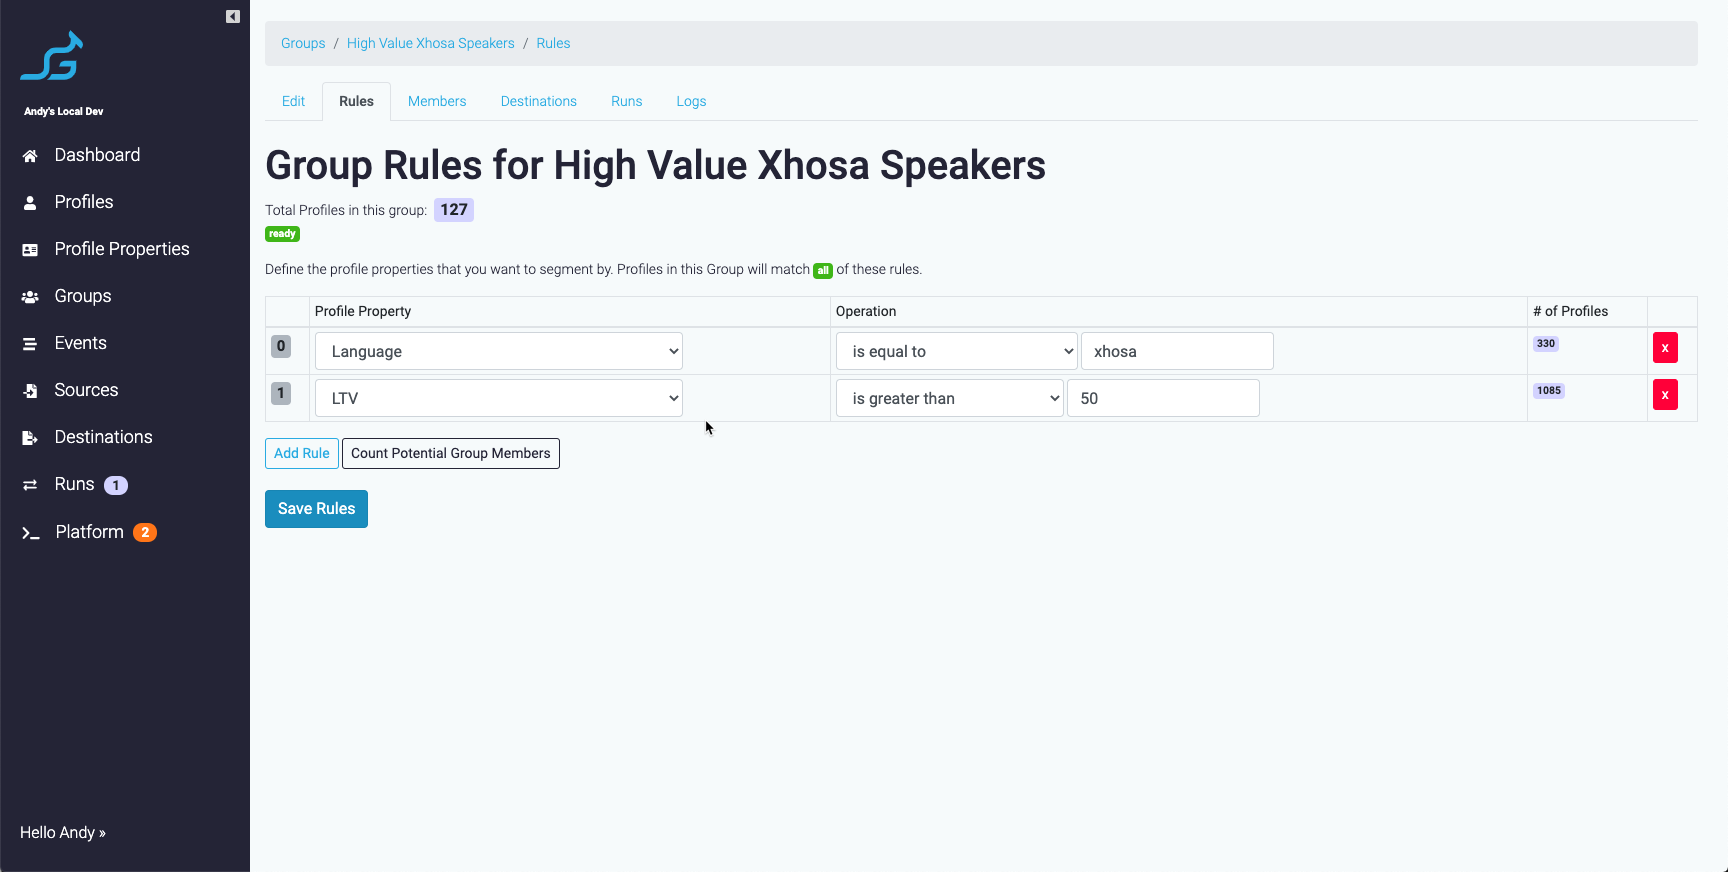 Andy's Local Dev
Dashboard
Profiles
Profile Properties
Groups
Events
Sources
Destinations
Runs 1
Platform 2
Hello Andy »
Groups / High Value Xhosa Speakers / Rules
Edit Rules Members Destinations Runs Logs
Group Rules for High Value Xhosa Speakers
Total Profiles in this group: 127
ready
Define the profile properties that you want to segment by. Profiles in this Group will match all of these rules.
Profile Property Operation # of Profiles
0 Language is equal to xhosa 330 x
1 LTV is greater than 50 1085 x
Add Rule Count Potential Group Members
Save Rules